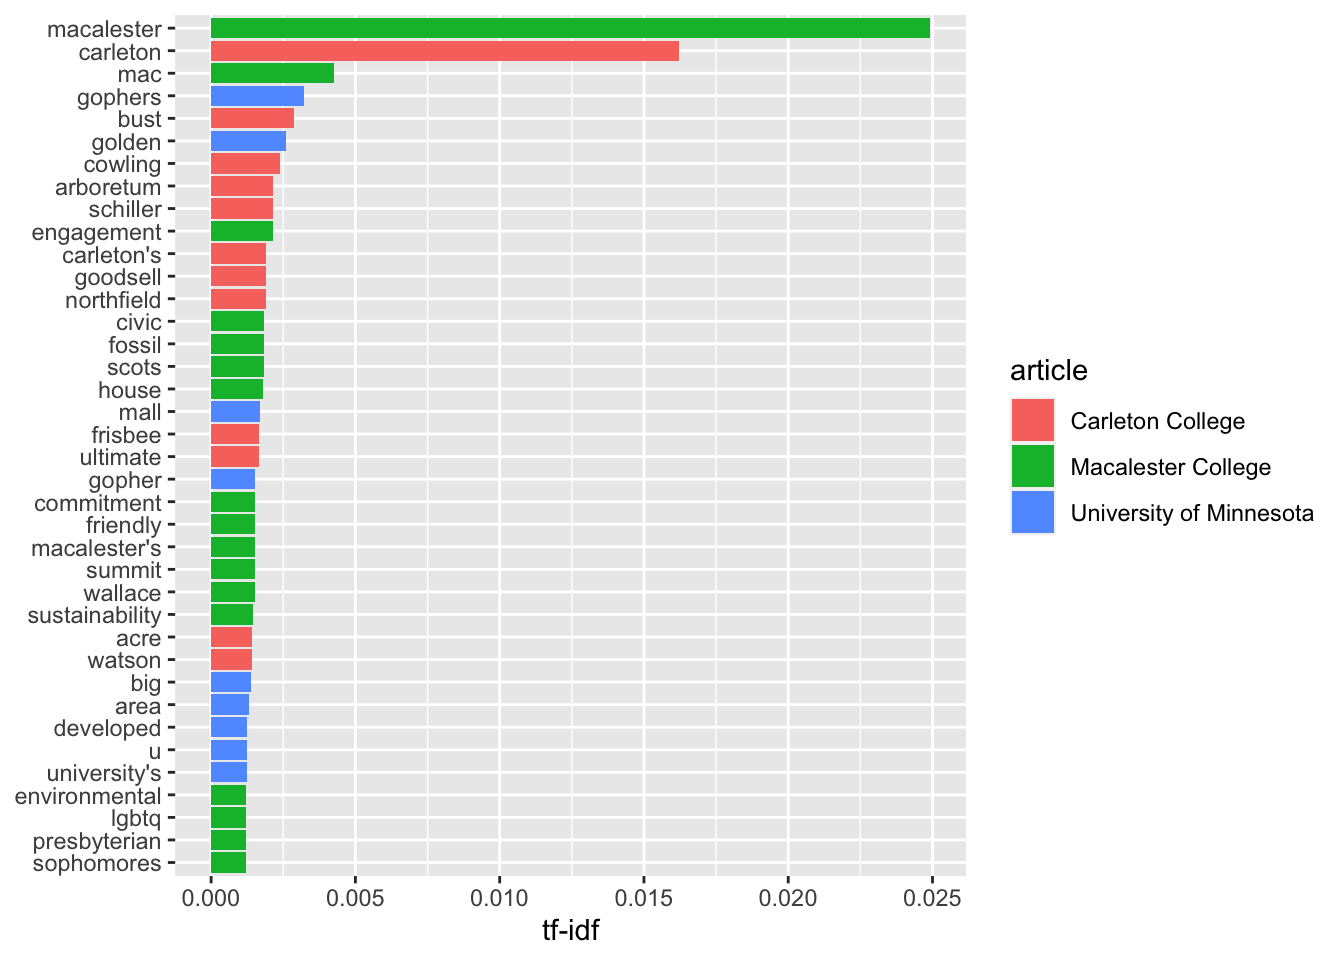 macalester
carleton
mac
gophers
bust
golden
cowling
arboretum
schiller
engagement
carleton's
goodsell
northfield
civic
fossil
scots
house
mall
frisbee
ultimate
gopher
commitment
friendly
macalester's
summit
wallace
sustainability
acre
watson
big
area
developed
u
university's
environmental
lgbtq
presbyterian
sophomores
0.000 0.005 0.010 0.015 0.020 0.025
tf-idf
article
Carleton College
Macalester College
University of Minnesota